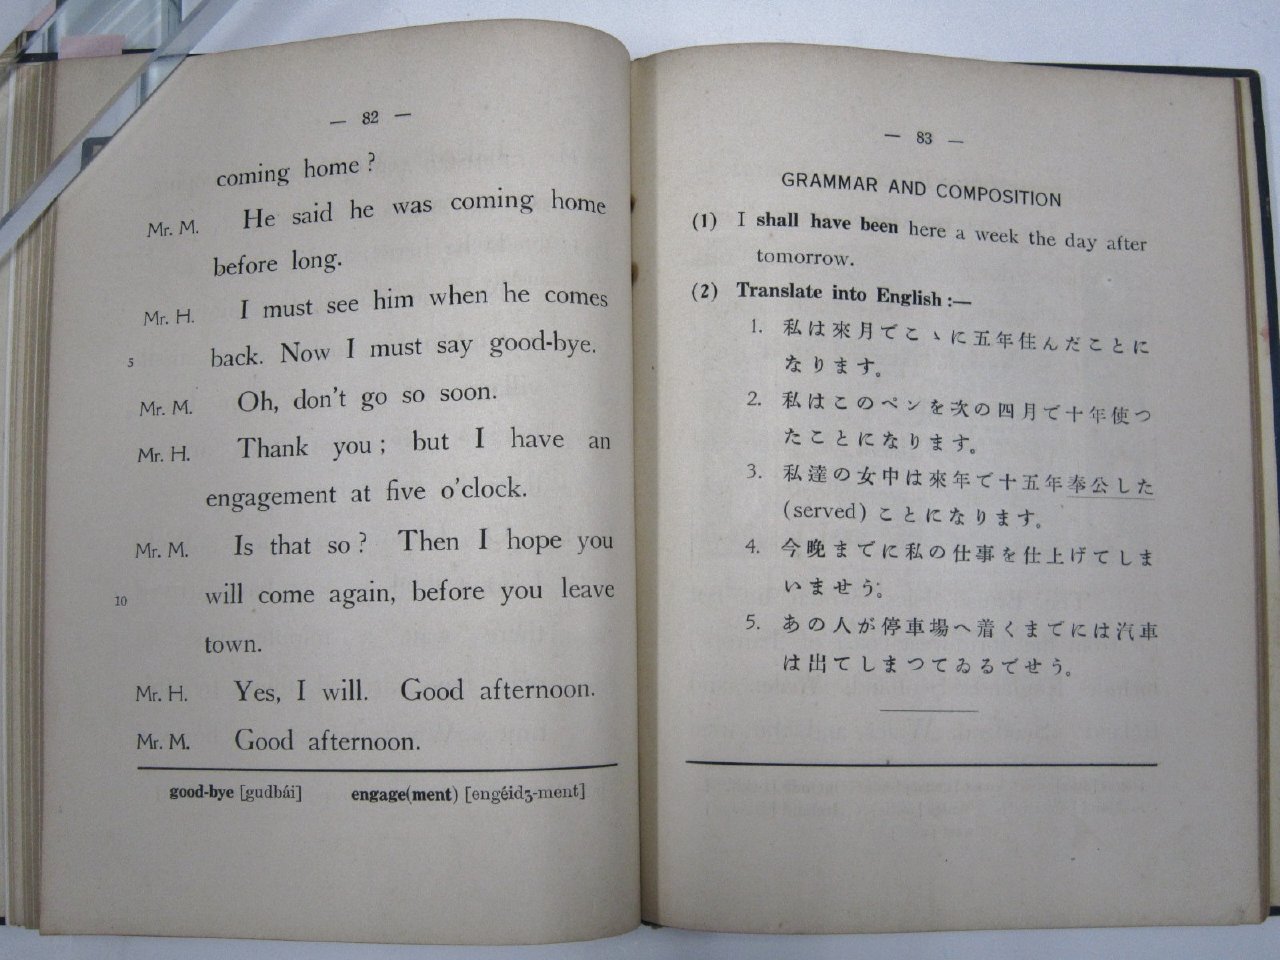 — 82 —
coming home?
Mr. M. He said he was coming home
before long.
Mr. H. I must see him when he comes
5 back. Now I must say good-bye.
Mr. M. Oh, don't go so soon.
Mr. H. Thank you; but I have an
engagement at five o'clock.
Mr. M. Is that so? Then I hope you
10 will come again, before you leave
town.
Mr. H. Yes, I will. Good afternoon.
Mr. M. Good afternoon.
good-bye [gudbái] engage(ment) [engéidʒ-ment]
— 83 —
GRAMMAR AND COMPOSITION
(1) I shall have been here a week the day after
tomorrow.
(2) Translate into English:—
1. 私は來月でこゝに五年住んだことに
なります。
2. 私はこのペンを次の四月で十年使つ
たことになります。
3. 私達の女中は來年で十五年奉公した
(served) ことになります。
4. 今晩までに私の仕事を仕上げてしま
いませう。
5. あの人が停車場へ着くまでには汽車
は出てしまつてゐるでせう。